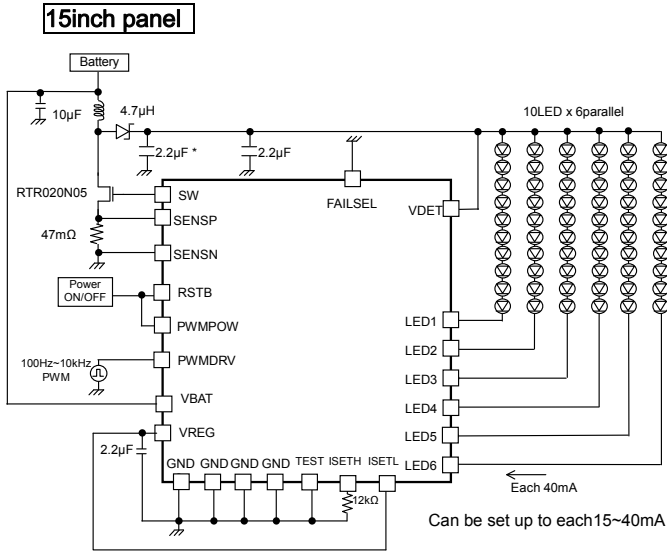 15inch panel
Battery
10μF
4.7μH
10LED x 6parallel
2.2μF *
2.2μF
RTR020N05
SW
FAILSEL
SENSP
VDET
47mΩ
SENSN
Power
ON/OFF
RSTB
PWMPOW
LED1
LED2
100Hz~10kHz
PWM
PWMDRV
LED3
VBAT
LED4
VREG
LED5
2.2μF
GND GND GND GND TEST ISETH ISETL
LED6
Each 40mA
12kΩ
Can be set up to each15~40mA